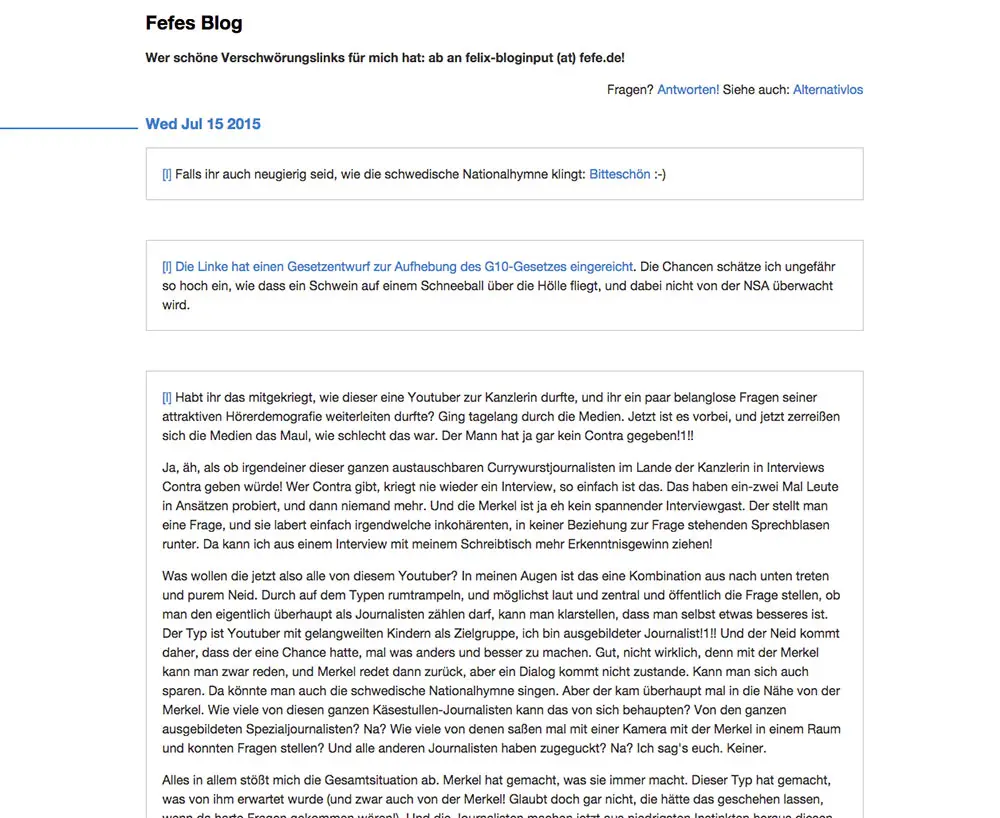 Fefes Blog
Wer schöne Verschwörungslinks für mich hat: ab an felix-bloginput (at) fefe.de!
Fragen? Antworten! Siehe auch: Alternativlos
Wed Jul 15 2015
[l] Falls ihr auch neugierig seid, wie die schwedische Nationalhymne klingt: Bitteschön :-)
[l] Die Linke hat einen Gesetzentwurf zur Aufhebung des G10-Gesetzes eingereicht. Die Chancen schätze ich ungefähr
so hoch ein, wie dass ein Schwein auf einem Schneeball über die Hölle fliegt, und dabei nicht von der NSA überwacht
wird.
[l] Habt ihr das mitgekriegt, wie dieser eine Youtuber zur Kanzlerin durfte, und ihr ein paar belanglose Fragen seiner
attraktiven Hörerdemografie weiterleiten durfte? Ging tagelang durch die Medien. Jetzt ist es vorbei, und jetzt zerreißen
sich die Medien das Maul, wie schlecht das war. Der Mann hat ja gar kein Contra gegeben!1!!
Ja, äh, als ob irgendeiner dieser ganzen austauschbaren Currywurstjournalisten im Lande der Kanzlerin in Interviews
Contra geben würde! Wer Contra gibt, kriegt nie wieder ein Interview, so einfach ist das. Das haben ein-zwei Mal Leute
in Ansätzen probiert, und dann niemand mehr. Und die Merkel ist ja eh kein spannender Interviewgast. Der stellt man
eine Frage, und sie labert einfach irgendwelche inkohärenten, in keiner Beziehung zur Frage stehenden Sprechblasen
runter. Da kann ich aus einem Interview mit meinem Schreibtisch mehr Erkenntnisgewinn ziehen!
Was wollen die jetzt also alle von diesem Youtuber? In meinen Augen ist das eine Kombination aus nach unten treten
und purem Neid. Durch auf dem Typen rumtrampeln, und möglichst laut und zentral und öffentlich die Frage stellen, ob
man den eigentlich überhaupt als Journalisten zählen darf, kann man klarstellen, dass man selbst etwas besseres ist.
Der Typ ist Youtuber mit gelangweilten Kindern als Zielgruppe, ich bin ausgebildeter Journalist!1!! Und der Neid kommt
daher, dass der eine Chance hatte, mal was anders und besser zu machen. Gut, nicht wirklich, denn mit der Merkel
kann man zwar reden, und Merkel redet dann zurück, aber ein Dialog kommt nicht zustande. Kann man sich auch
sparen. Da könnte man auch die schwedische Nationalhymne singen. Aber der kam überhaupt mal in die Nähe von der
Merkel. Wie viele von diesen ganzen Käsestullen-Journalisten kann das von sich behaupten? Von den ganzen
ausgebildeten Spezialjournalisten? Na? Wie viele von denen saßen mal mit einer Kamera mit der Merkel in einem Raum
und konnten Fragen stellen? Und alle anderen Journalisten haben zugeguckt? Na? Ich sag's euch. Keiner.
Alles in allem stößt mich die Gesamtsituation ab. Merkel hat gemacht, was sie immer macht. Dieser Typ hat gemacht,
was von ihm erwartet wurde (und zwar auch von der Merkel! Glaubt doch gar nicht, die hätte das geschehen lassen,
wenn da harte Fragen gekommen wären!). Und die Journalisten machen jetzt aus niedrigsten Instinkten heraus diesen